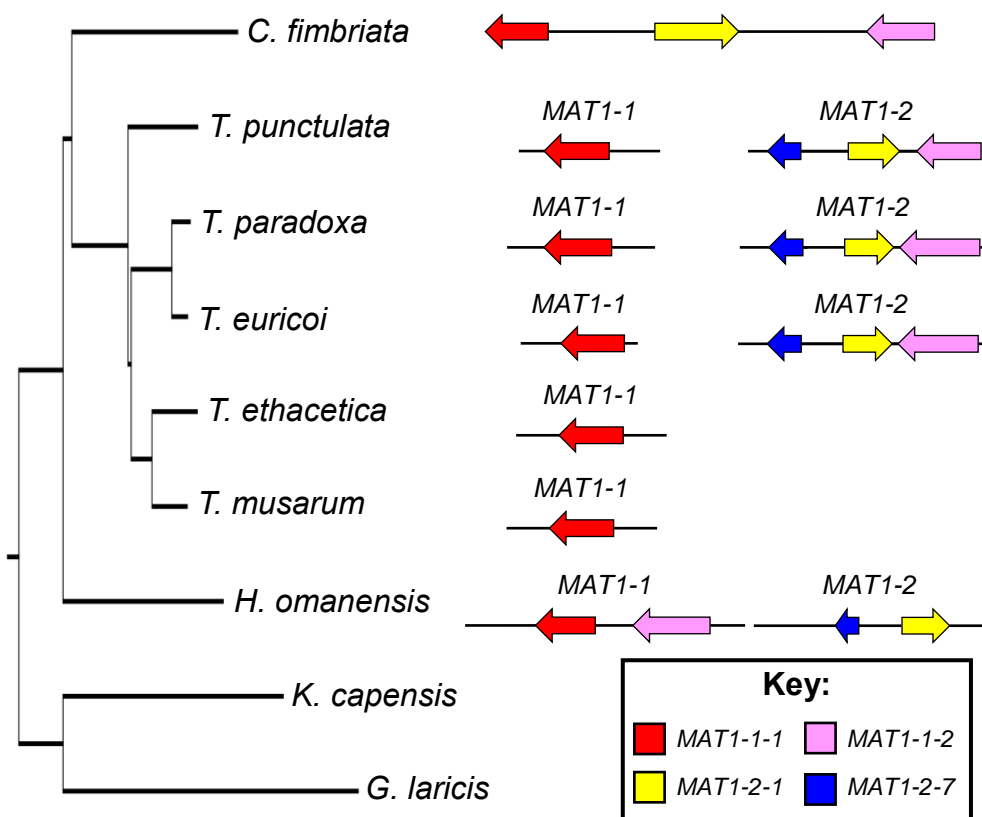 C. fimbriata
MAT1-1 MAT1-2
T. punctulata
MAT1-1 MAT1-2
T. paradoxa
MAT1-1 MAT1-2
T. euricoi
MAT1-1
T. ethacetica
MAT1-1
T. musarum
MAT1-1 MAT1-2
H. omanensis
K. capensis
G. laricis
Key:
MAT1-1-1 MAT1-1-2
MAT1-2-1 MAT1-2-7